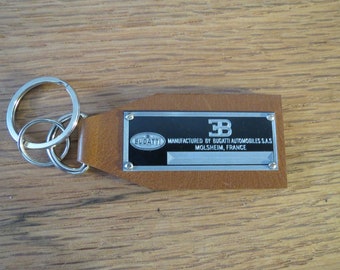 EB
BUGATTI
MANUFACTURED BY BUGATTI AUTOMOBILES S.A.S
MOLSHEIM, FRANCE